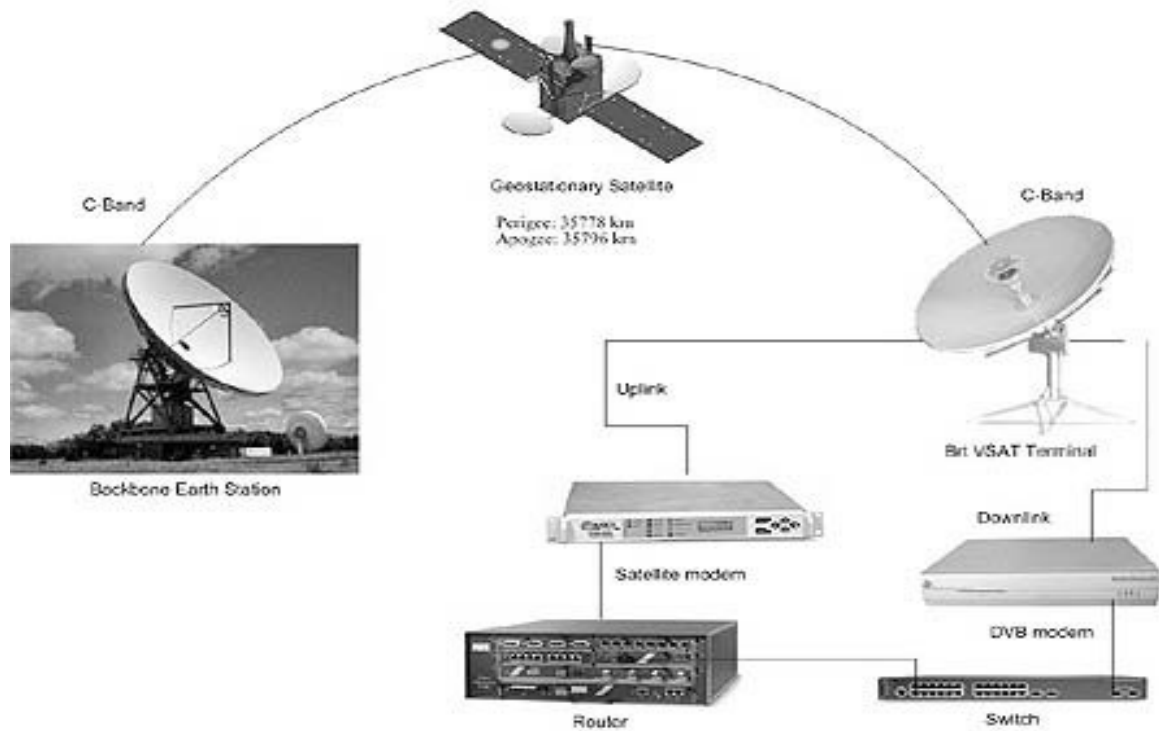 Geostationary Satellite
Perigee: 35778 km
Apogee: 35796 km
C-Band
C-Band
Backbone Earth Station
Uplink
VSAT Terminal
Downlink
Satellite modem
DVB modem
Router
Switch